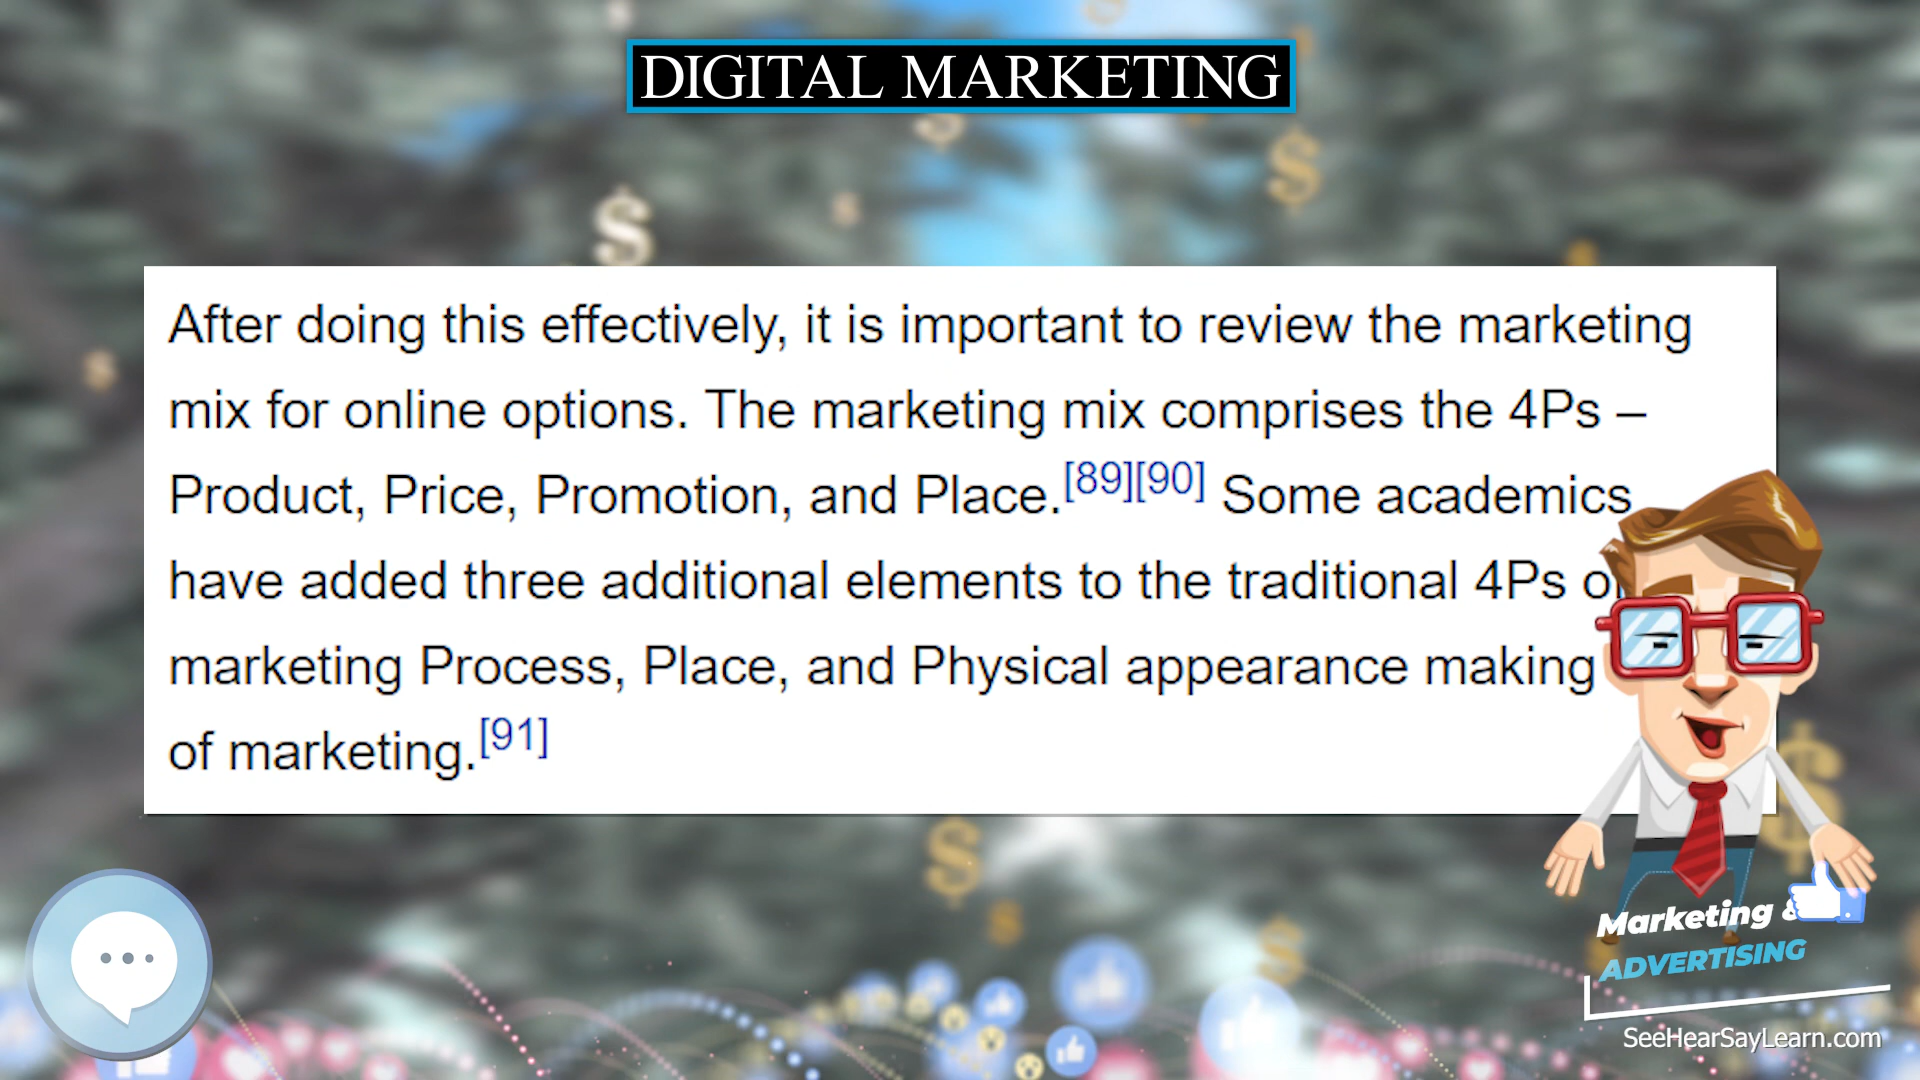 DIGITAL MARKETING
After doing this effectively, it is important to review the marketing
mix for online options. The marketing mix comprises the 4Ps –
Product, Price, Promotion, and Place.[89][90] Some academics
have added three additional elements to the traditional 4Ps
marketing Process, Place, and Physical appearance making
of marketing.[91]
Marketing &
ADVERTISING
SeeHearSayLearn.com